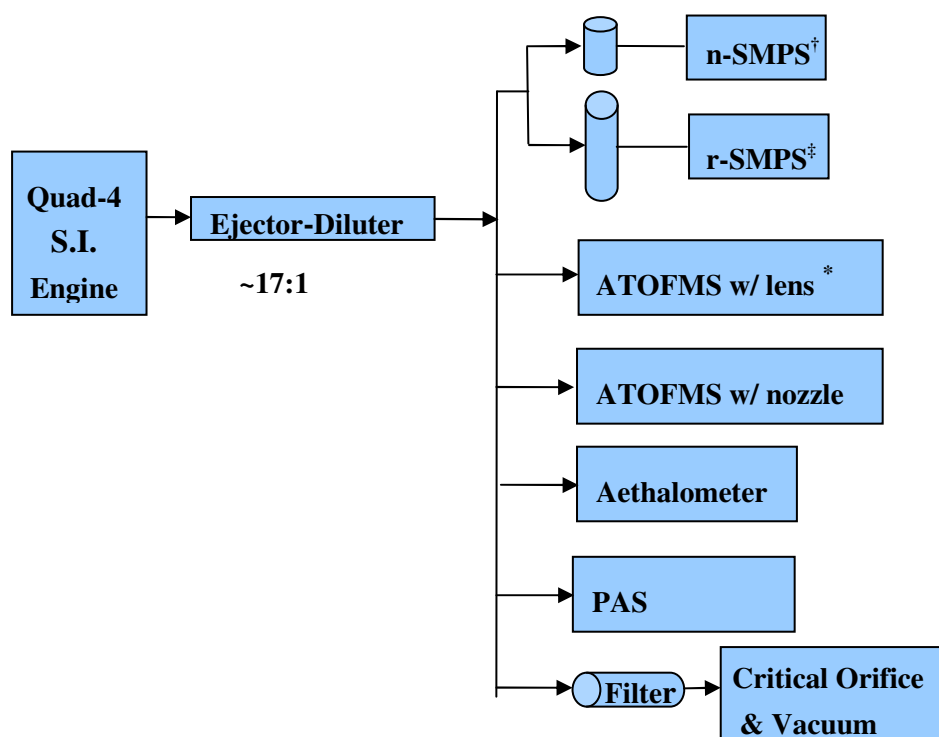 n-SMPS†
r-SMPS‡
Quad-4
S.I.
Engine
Ejector-Diluter
~17:1
ATOFMS w/ lens *
ATOFMS w/ nozzle
Aethalometer
PAS
Filter
Critical Orifice
& Vacuum